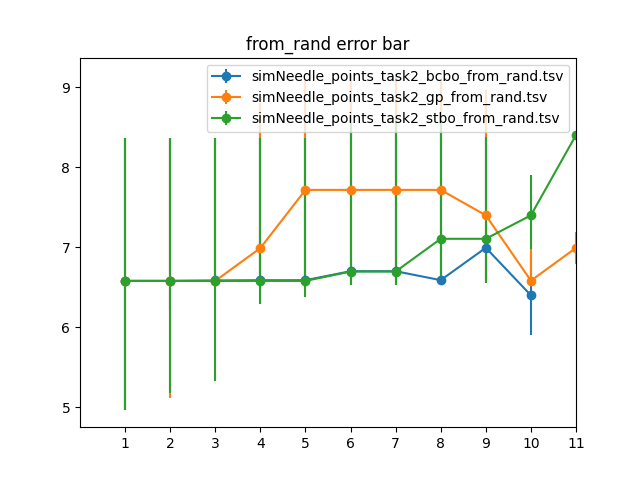 from_rand error bar
simNeedle_points_task2_bcbo_from_rand.tsv
simNeedle_points_task2_gp_from_rand.tsv
simNeedle_points_task2_stbo_from_rand.tsv
9
8
7
6
5
1 2 3 4 5 6 7 8 9 10 11